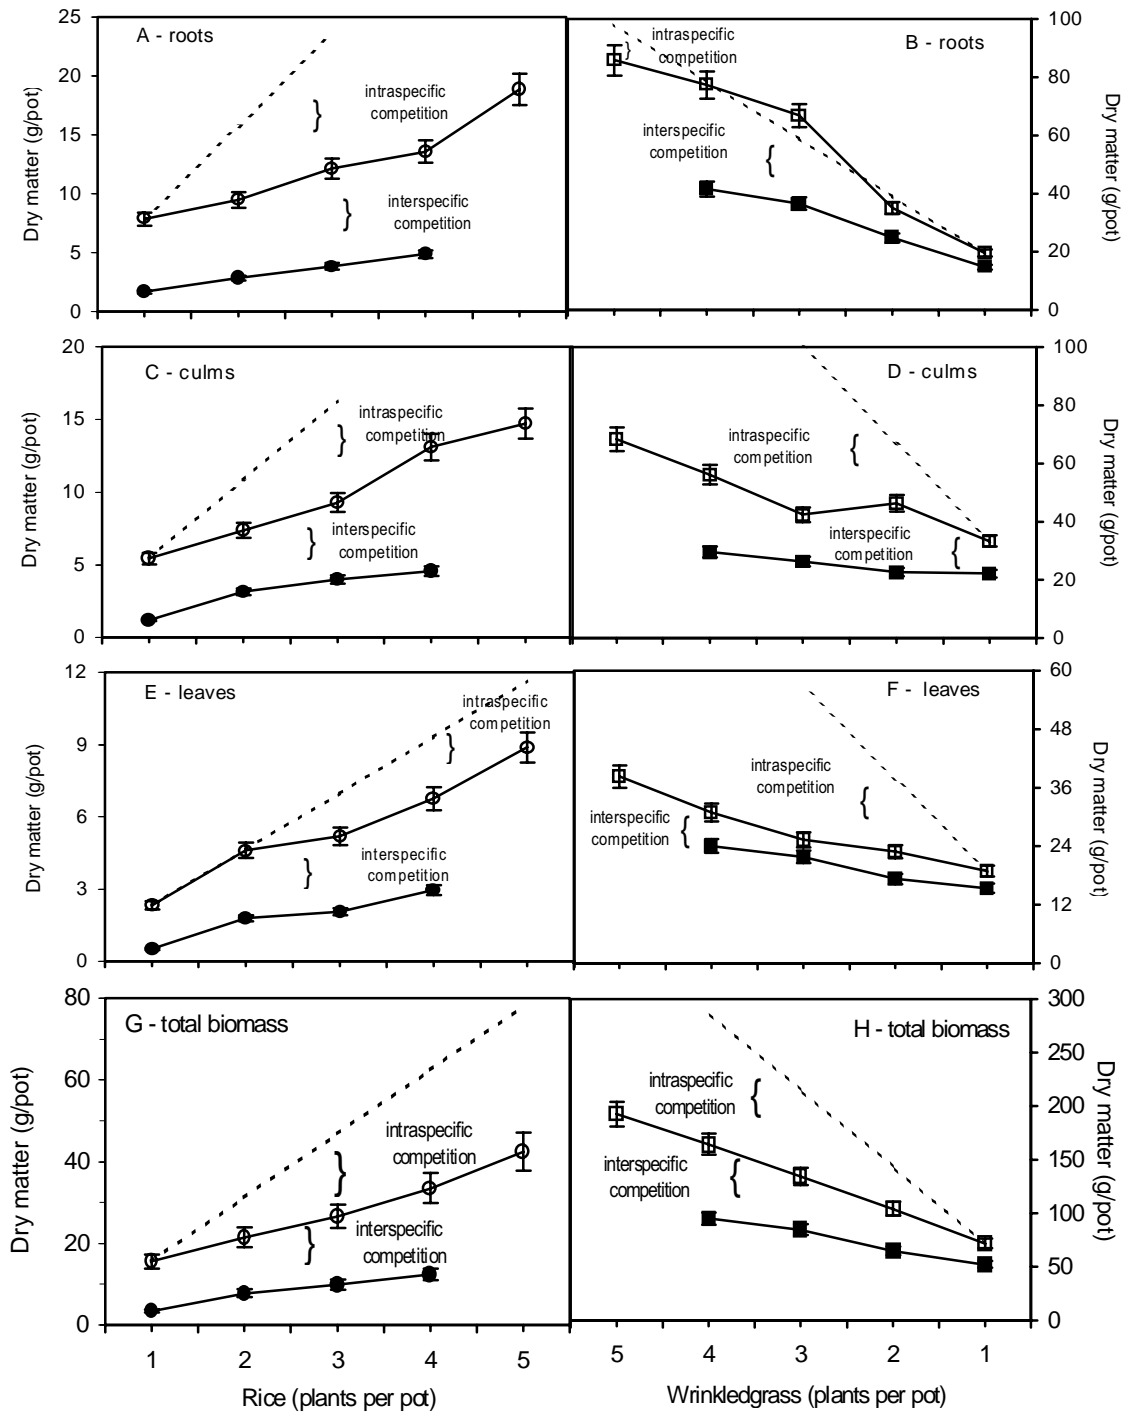 A - roots
25
20
15
10
5
0
Dry matter (g/pot)
intraspecific
competition
interspecific
competition
B - roots
100
80
60
40
20
0
Dry matter (g/pot)
intraspecific
competition
interspecific
competition
C - culms
20
15
10
5
0
Dry matter (g/pot)
intraspecific
competition
interspecific
competition
D - culms
100
80
60
40
20
0
Dry matter (g/pot)
intraspecific
competition
interspecific
competition
E - leaves
12
9
6
3
0
Dry matter (g/pot)
intraspecific
competition
interspecific
competition
F - leaves
60
48
36
24
12
0
Dry matter (g/pot)
intraspecific
competition
interspecific
competition
G - total biomass
80
60
40
20
0
Dry matter (g/pot)
intraspecific
competition
interspecific
competition
1 2 3 4 5
Rice (plants per pot)
H - total biomass
300
250
200
150
100
50
0
Dry matter (g/pot)
intraspecific
competition
interspecific
competition
5 4 3 2 1
Wrinkledgrass (plants per pot)